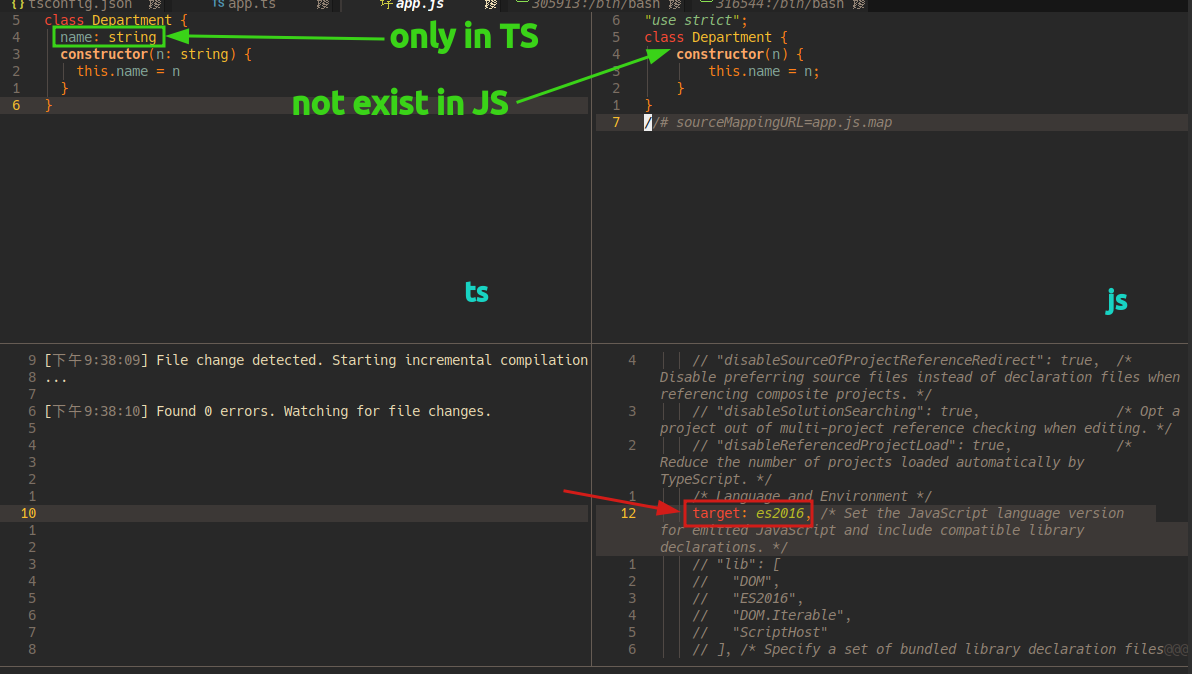 tsconfig.json
TS app.ts
app.js
305913:/bin/bash
316544:/bin/bash
5 class Department {
4 name: string
3 constructor(n: string) {
2 this.name = n
1 }
6 }
only in TS
not exist in JS
ts
6 "use strict";
5 class Department {
4 constructor(n) {
3 this.name = n;
2 }
1 }
7 //# sourceMappingURL=app.js.map
js
9 [下午9:38:09] File change detected. Starting incremental compilation
8 ...
7
6 [下午9:38:10] Found 0 errors. Watching for file changes.
5
4
3
2
1
10
1
2
3
4
5
6
7
8
4 // "disableSourceOfProjectReferenceRedirect": true, /*
Disable preferring source files instead of declaration files when
referencing composite projects. */
3 // "disableSolutionSearching": true, /* Opt a
project out of multi-project reference checking when editing. */
2 // "disableReferencedProjectLoad": true, /*
Reduce the number of projects loaded automatically by
TypeScript. */
1 /* Language and Environment */
12 target: es2016, /* Set the JavaScript language version
for emitted JavaScript and include compatible library
declarations. */
1 // "lib": [
2 // "DOM",
3 // "ES2016",
4 // "DOM.Iterable",
5 // "ScriptHost"
6 // ], /* Specify a set of bundled library declaration files@@@